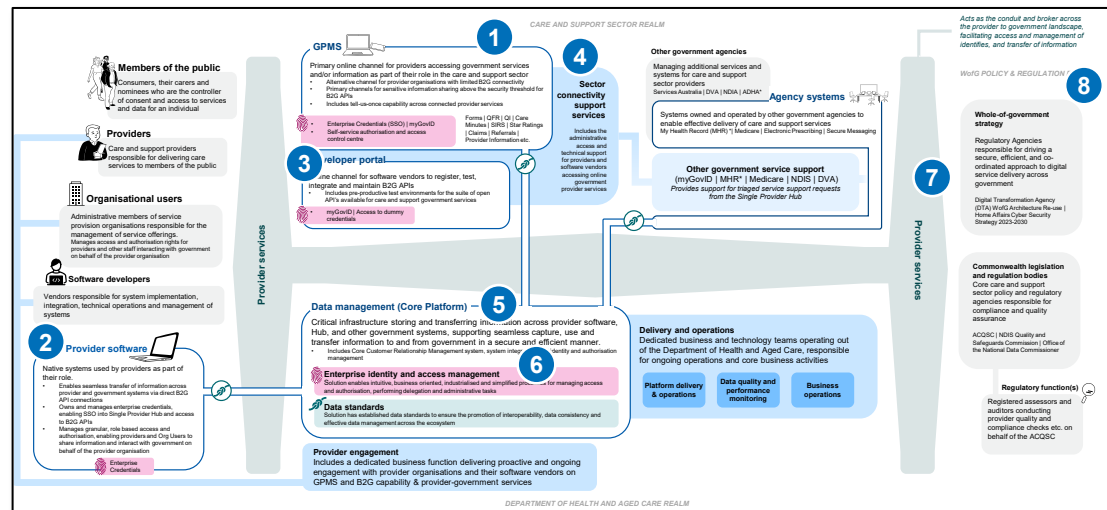 CARE AND SUPPORT SECTOR REALM
Acts as the conduit and broker across
the provider to government landscape,
facilitating access and management of
identifies, and transfer of information
Members of the public
Consumers, their carers and
nominees who are the controller
of consent and access to services
and data for an individual
Providers
Care and support providers
responsible for delivering care
services to members of the public
Organisational users
Administrative members of service
provision organisations responsible for the
management of service offerings.
Manages access and authorisation rights for
providers and other staff interacting with government
on behalf of the provider organisation
Software developers
Vendors responsible for system implementation,
integration, technical operations and management of
systems
2
Provider software
Native systems used by providers as part of
their role.
• Enables seamless transfer of information across
provider and government systems via direct B2G
API connections
• Owns and manages enterprise credentials,
enabling SSO into Single Provider Hub and access
to B2G APIs
• Manages granular, role based access and
authorisation, enabling providers and Org Users to
share information and interact with government on
behalf of the provider organisation
Enterprise
Credentials
Provider services
1
GPMS
Primary online channel for providers accessing government services
and/or information as part of their role in the care and support sector
• Alternative channel for provider organisations with limited B2G connectivity
• Primary channels for sensitive information sharing above the security threshold for
B2G APIs
• Includes tell-us-once capability across connected provider services
• Enterprise Credentials (SSO) | myGovID
• Self-service authorisation and access
control centre
Forms | QFR | QI | Care
Minutes | SIRS | Star Ratings
| Claims | Referrals |
Provider Information etc.
3
eveloper portal
ne channel for software vendors to register, test,
integrate and maintain B2G APIs
• Includes pre-productive test environments for the suite of open
API's available for care and support government services
• myGovID | Access to dummy
credentials
4
Sector
connectivity
support
services
Includes the
administrative
access and
technical support
for providers and
software vendors
accessing online
government
provider services
Other government agencies
Managing additional services and
systems for care and support
sector providers
Services Australia | DVA | NDIA | ADHA*
Agency systems
Systems owned and operated by other government agencies to
enable effective delivery of care and support services
My Health Record (MHR) *| Medicare | Electronic Prescribing | Secure Messaging
Other government service support
(myGovID | MHR* | Medicare | NDIS | DVA)
Provides support for triaged service support requests
from the Single Provider Hub
5
Data management (Core Platform)
Critical infrastructure storing and transferring information across provider software,
Hub, and other government systems, supporting seamless capture, use and
transfer information to and from government in a secure and efficient manner.
• Includes Core Customer Relationship Management system, system integ dentity and authorisation
management
6
Enterprise identity and access management
Solution enables intuitive, business oriented, industrialised and simplified pro for managing access
and authorisation, performing delegation and administrative tasks
Data standards
Solution has established data standards to ensure the promotion of interoperability, data consistency and
effective data management across the ecosystem
Delivery and operations
Dedicated business and technology teams operating out
of the Department of Health and Aged Care, responsible
for ongoing operations and core business activities
Platform delivery
& operations
Data quality and
performance
monitoring
Business
operations
Provider engagement
Includes a dedicated business function delivering proactive and ongoing
engagement with provider organisations and their software vendors on
GPMS and B2G capability & provider-government services
7
Provider services
WofG POLICY & REGULATION
8
Whole-of-government
strategy
Regulatory Agencies
responsible for driving a
secure, efficient, and co-
ordinated approach to digital
service delivery across
government
Digital Transformation Agency
(DTA) WofG Architecture Re-use |
Home Affairs Cyber Security
Strategy 2023-2030
Commonwealth legislation
and regulation bodies
Core care and support
sector policy and regulatory
agencies responsible for
compliance and quality
assurance
ACQSC | NDIS Quality and
Safeguards Commission | Office of
the National Data Commissioner
Regulatory function(s)
Registered assessors and
auditors conducting
provider quality and
compliance checks etc. on
behalf of the ACQSC
DEPARTMENT OF HEALTH AND AGED CARE REALM